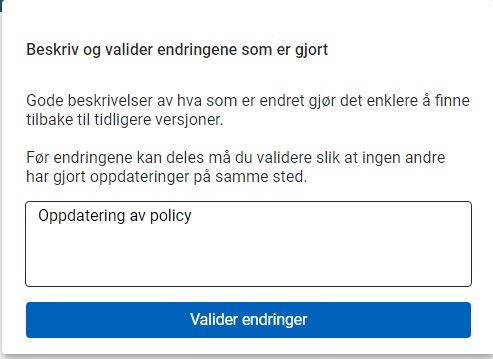 Beskriv og valider endringene som er gjort
Gode beskrivelser av hva som er endret gjør det enklere å finne
tilbake til tidligere versjoner.
Før endringene kan deles må du validere slik at ingen andre
har gjort oppdateringer på samme sted.
Oppdatering av policy
Valider endringer